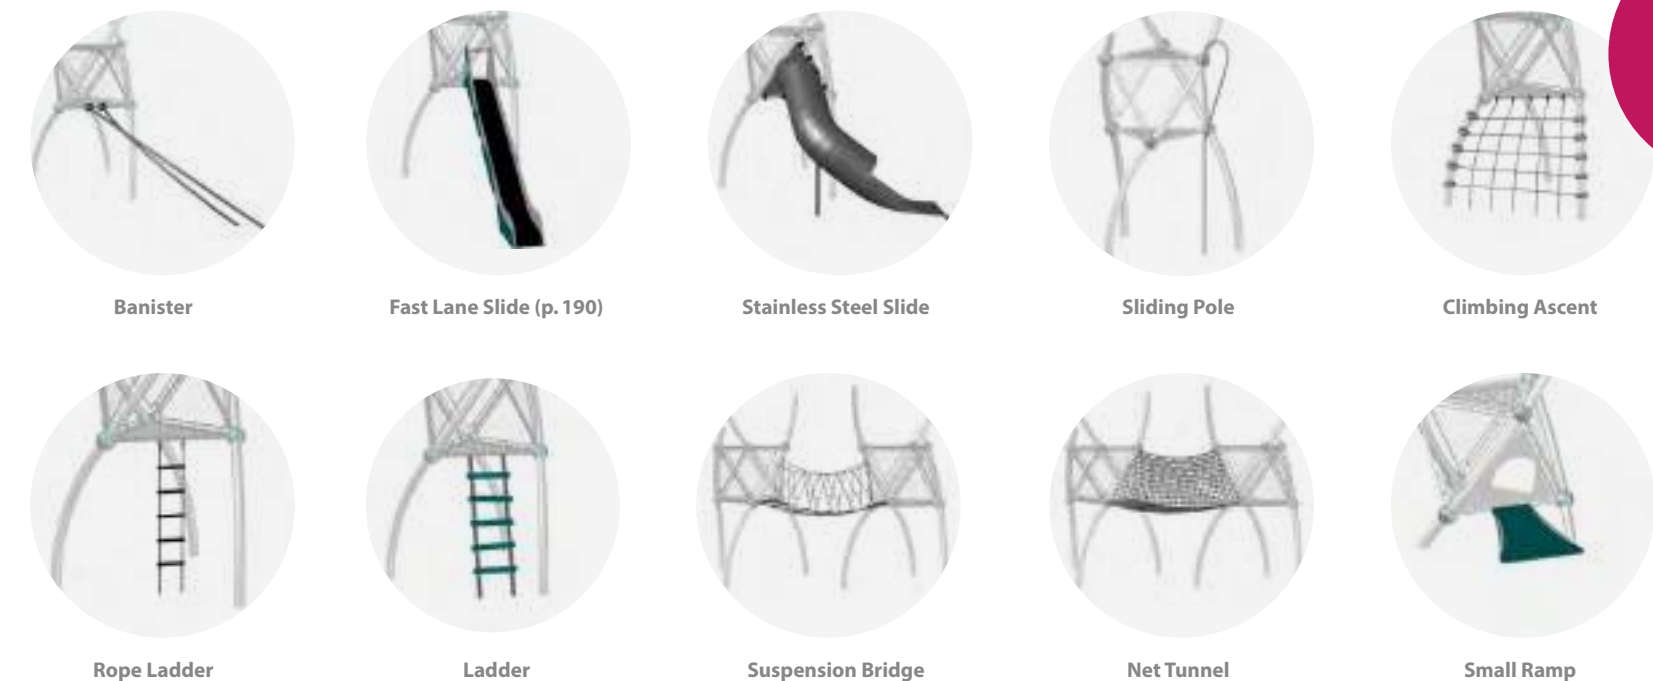 Banister
Fast Lane Slide (p. 190)
Stainless Steel Slide
Sliding Pole
Climbing Ascent
Rope Ladder
Ladder
Suspension Bridge
Net Tunnel
Small Ramp